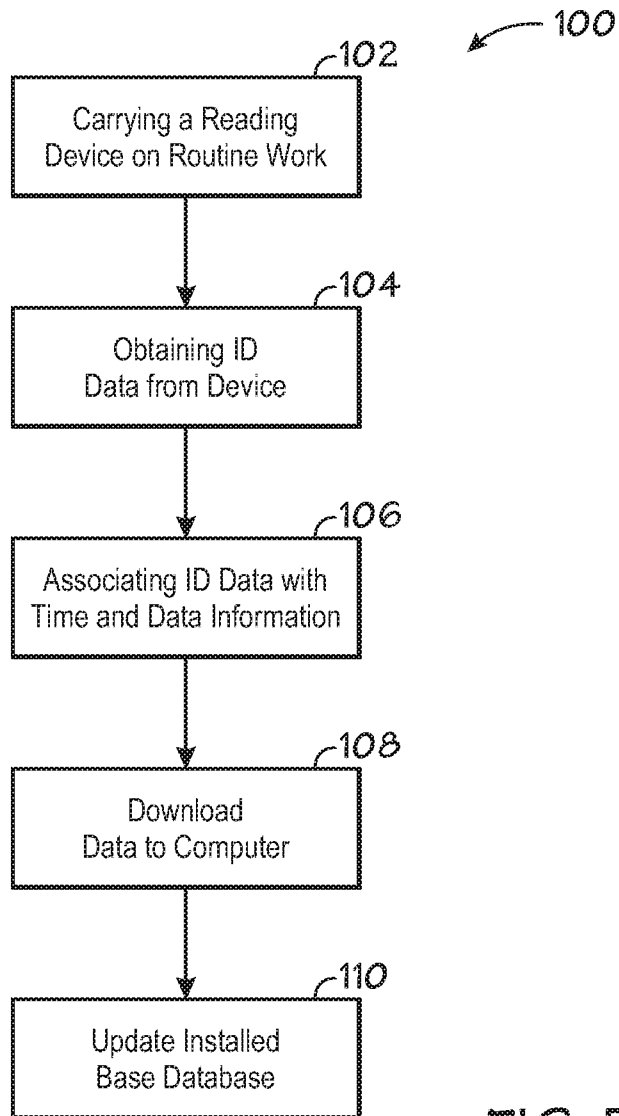 100
102
Carrying a Reading
Device on Routine Work
104
Obtaining ID
Data from Device
106
Associating ID Data with
Time and Data Information
108
Download
Data to Computer
110
Update Installed
Base Database